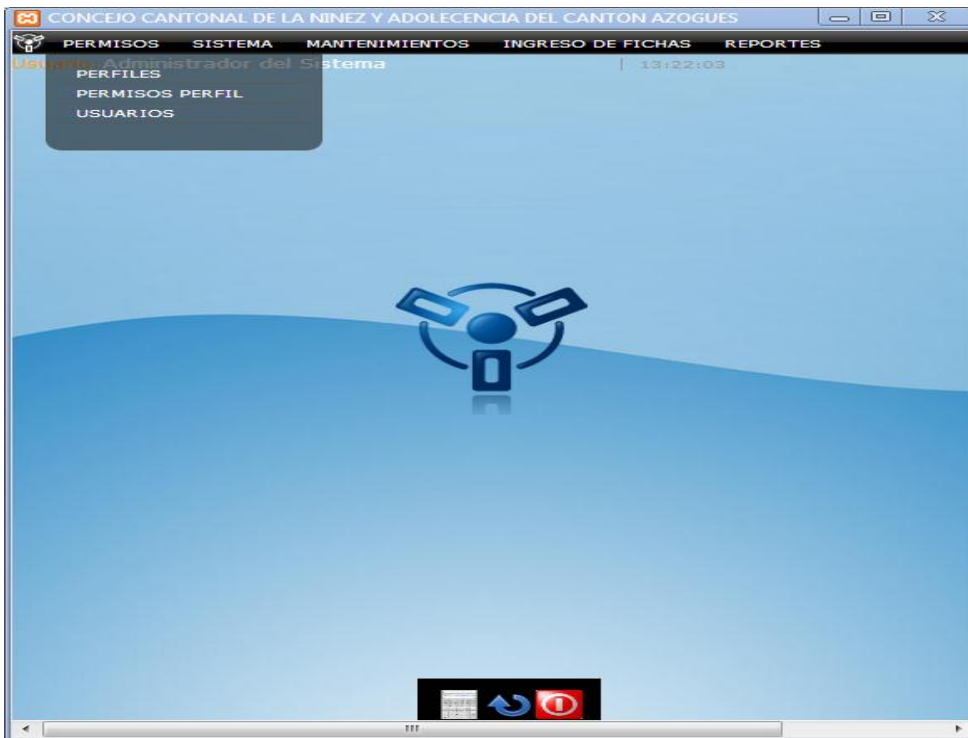 CONCEJO CANTONAL DE LA NINEZ Y ADOLECENCIA DEL CANTON AZOGUES
PERMISOS SISTEMA MANTENIMIENTOS INGRESO DE FICHAS REPORTES
Usuario: Administrador del Sistema | 13:22:03
PERFILES
PERMISOS PERFIL
USUARIOS